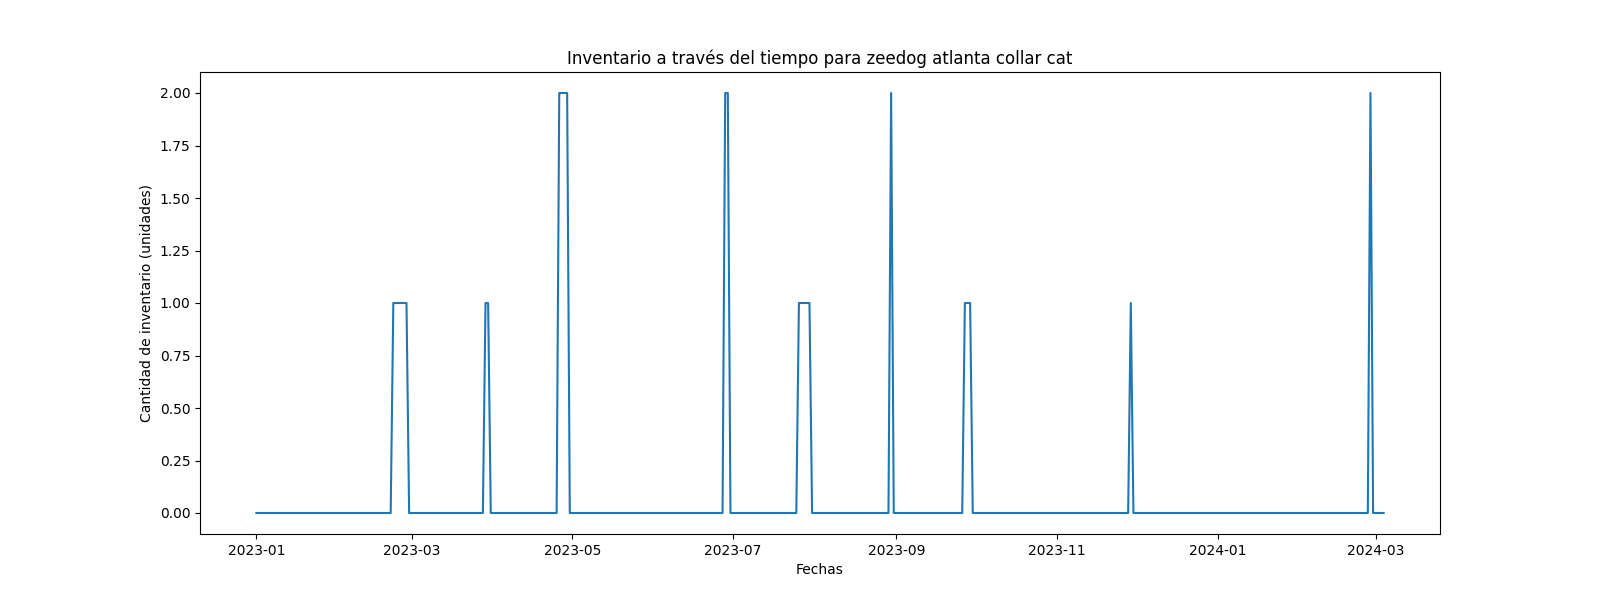 Inventario a través del tiempo para zeedog atlanta collar cat
2.00
1.75
1.50
1.25
1.00
0.75
0.50
0.25
0.00
Cantidad de inventario (unidades)
2023-01 2023-03 2023-05 2023-07 2023-09 2023-11 2024-01 2024-03
Fechas